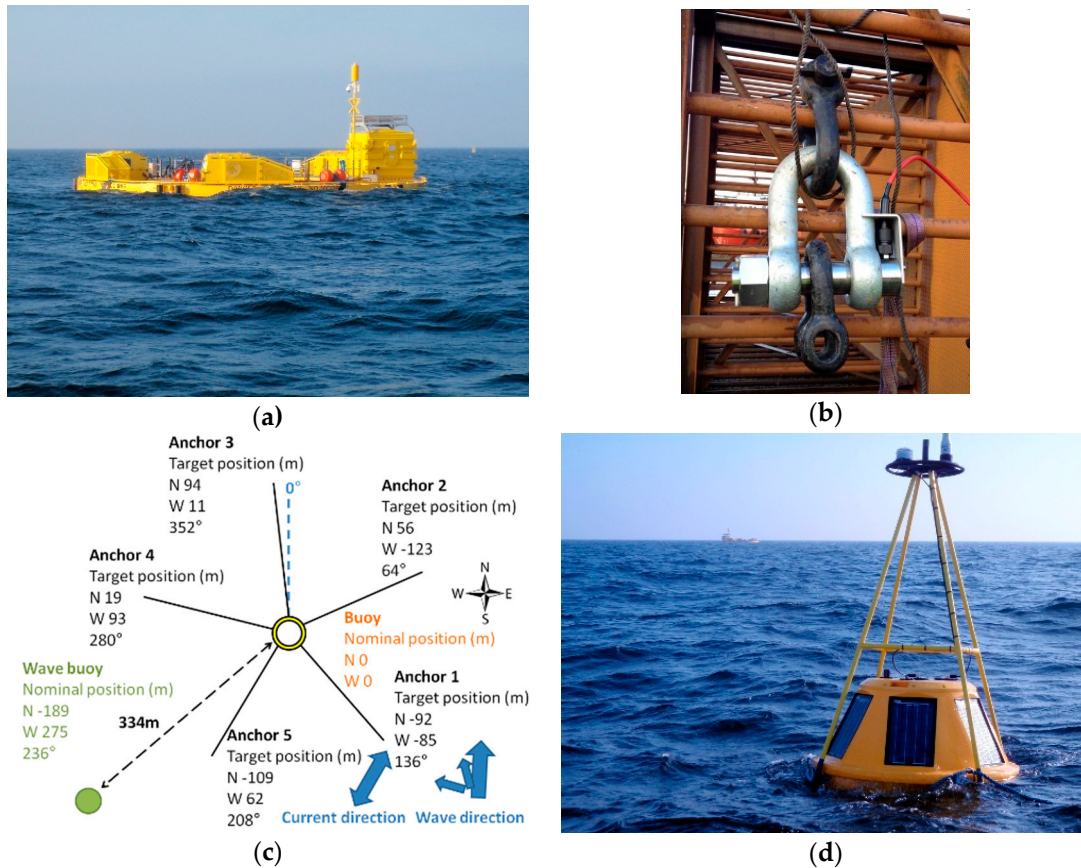 (a)
(b)
Anchor 3
Target position (m)
N 94
W 11
352°
0°
Anchor 2
Target position (m)
N 56
W -123
64°
Anchor 4
Target position (m)
N 19
W 93
280°
N
W E
S
Buoy
Nominal position (m)
N 0
W 0
Wave buoy
Nominal position (m)
N -189
W 275
236°
334m
Anchor 1
Target position (m)
N -92
W -85
136°
Anchor 5
Target position (m)
N -109
W 62
208°
Current direction
Wave direction
(c)
(d)